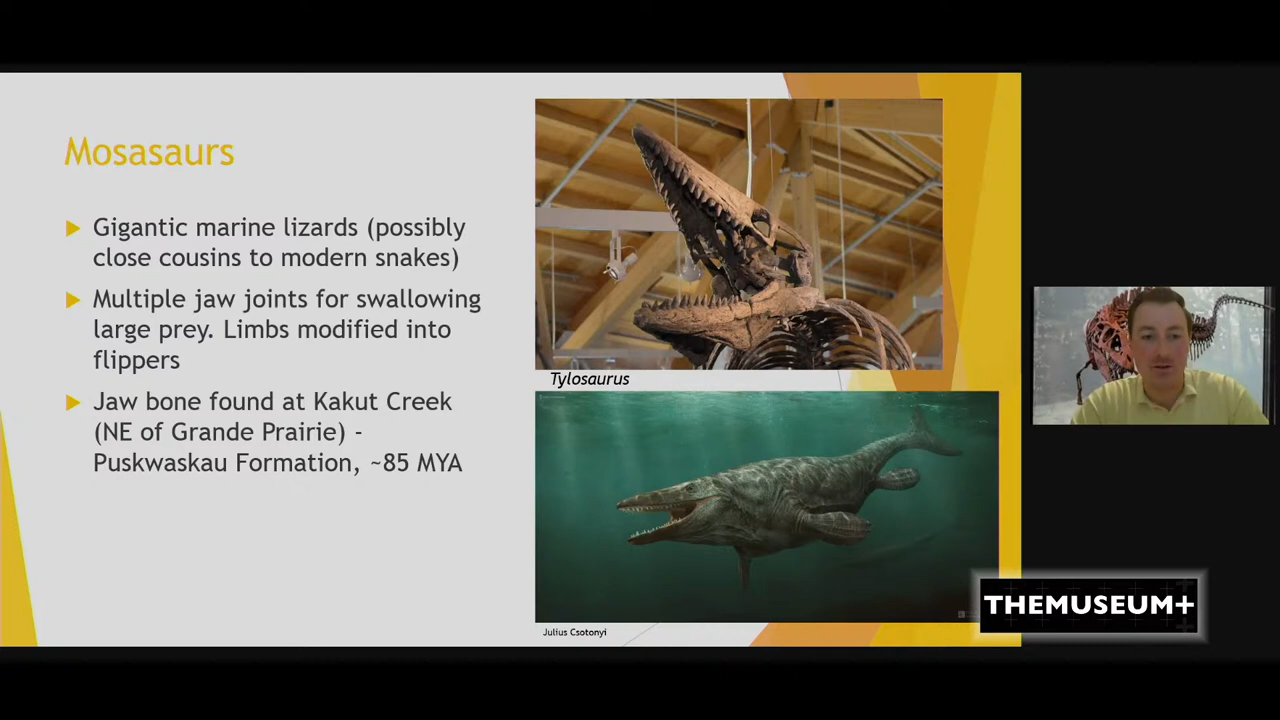 Mosasaurs
Gigantic marine lizards (possibly
close cousins to modern snakes)
Multiple jaw joints for swallowing
large prey. Limbs modified into
flippers
Jaw bone found at Kakut Creek
(NE of Grande Prairie) -
Puskwaskau Formation, ~85 MYA
Tylosaurus
Julius Csotonyi
THEMUSEUM+